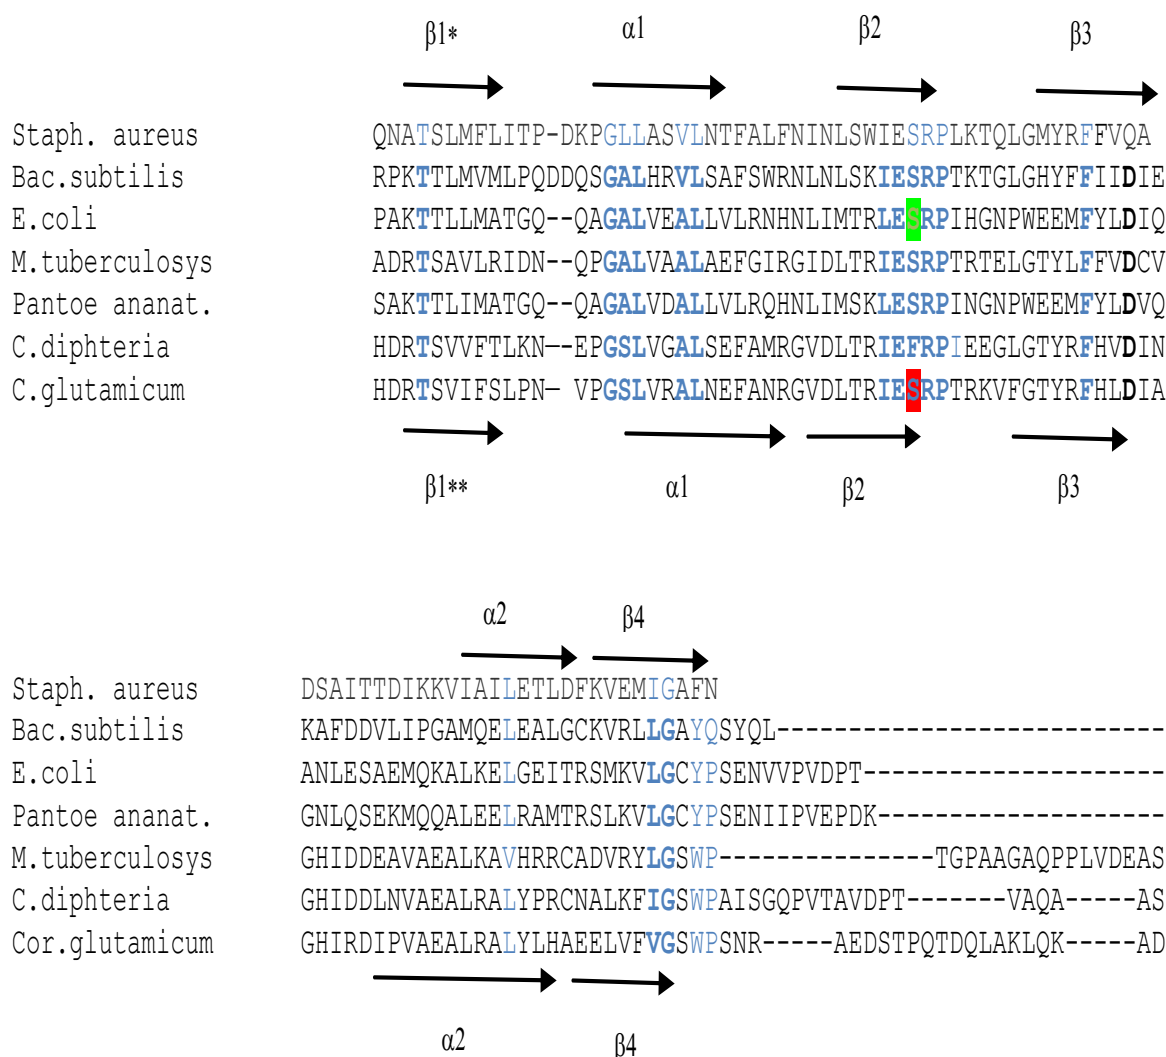 β1* α1 β2 β3
Staph. aureus QNATSLMFLITP-DKPGLLASVLNTFALFNINLSWIESRPLKTQLGMYRFFVQA
Bac.subtilis RPKTTLMVMLPQDDQSGALHRVLSAFSWRNLNLSKIESRPTKTGLGHYFFIIDIE
E.coli PAKTTLLMATGQ--QAGALVEALLVLRNHNLIMTRLESRPIHGNPWEEMFYLDIQ
M.tuberculosys ADRTSAVLRIDN--QPGALVAALAEFGIRGIDLTRIESRPTRTELGTYLFFVDCV
Pantoe ananat. SAKTTLIMATGQ--QAGALVDALLVLRQHNLIMSKLESRPINGNPWEEMFYLDVQ
C.diphteria HDRTSVVFTLKN—-EPGSLVGALSEFAMRGVDLTRIEFRPIEEGLGTYRFHVDIN
C.glutamicum HDRTSVIFSLPN— VPGSLVRALNEFANRGVDLTRIESRPTRKVFGTYRFHLDIA
β1** α1 β2 β3
α2 β4
Staph. aureus DSAITTDIKKVIAILETLDFKVEMIGAFN
Bac.subtilis KAFDDVLIPGAMQELEALGCKVRLLGAYQSYQL---------------------------
E.coli ANLESAEMQKALKELGEITRSMKVLGCYPSENVVPVDPT---------------------
Pantoe ananat. GNLQSEKMQQALEELRAMTRSLKVLGCYPSENIIPVEPDK--------------------
M.tuberculosys GHIDDEAVAEALKAVHRRCADVRYLGSWP---------------TGPAAGAQPPLVDEAS
C.diphteria GHIDDLNVAEALRALYPRCNALKFIGSWPAISGQPVTAVDPT-------VAQA-----AS
Cor.glutamicum GHIRDIPVAEALRALYLHAEELVFVGSWPSNR-----AEDSTPQTDQLAKLQK-----AD
α2 β4